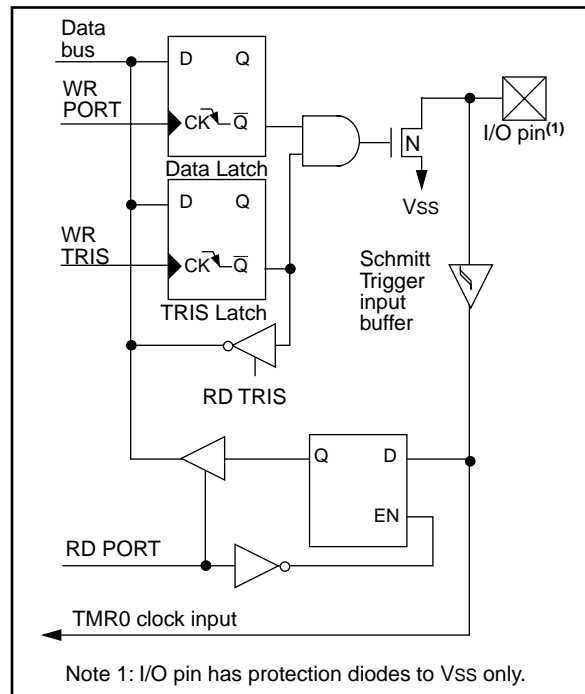 Data
bus
D Q
WR
PORT
CK Q
I/O pin(1)
N
Data Latch
VSS
D Q
WR
TRIS
CK Q
Schmitt
Trigger
input
buffer
TRIS Latch
RD TRIS
Q D
EN
RD PORT
TMR0 clock input
Note 1: I/O pin has protection diodes to VSS only.